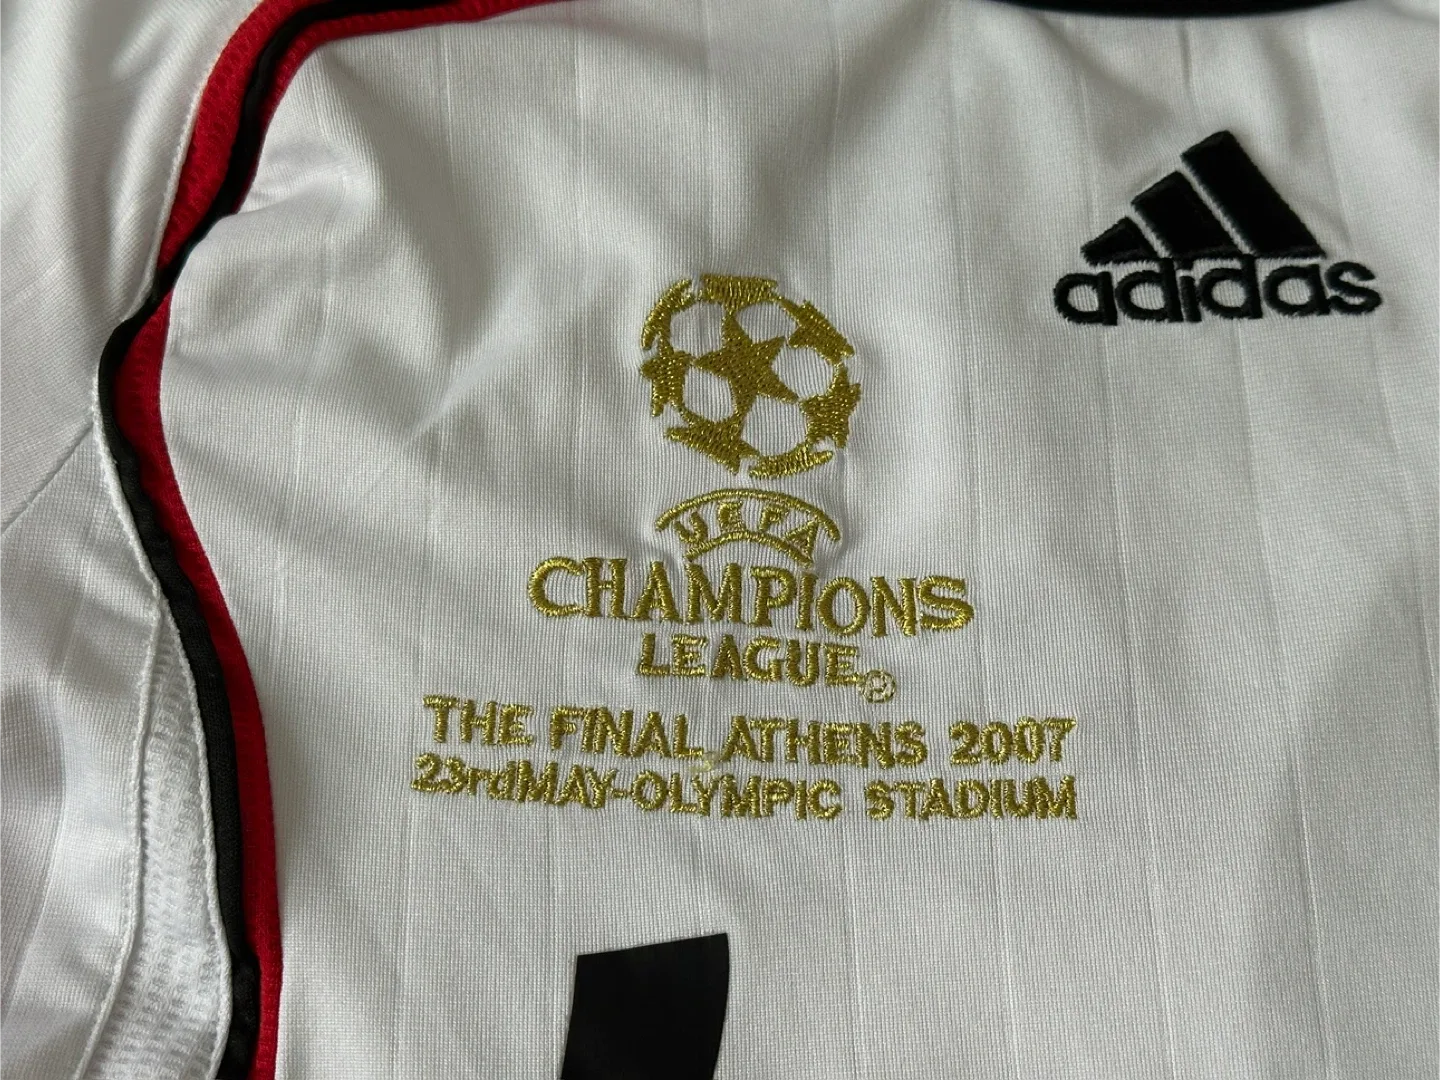 adidas
UEFA
CHAMPIONS
LEAGUE®
THE FINAL ATHENS 2007
23rdMAY-OLYMPIC STADIUM